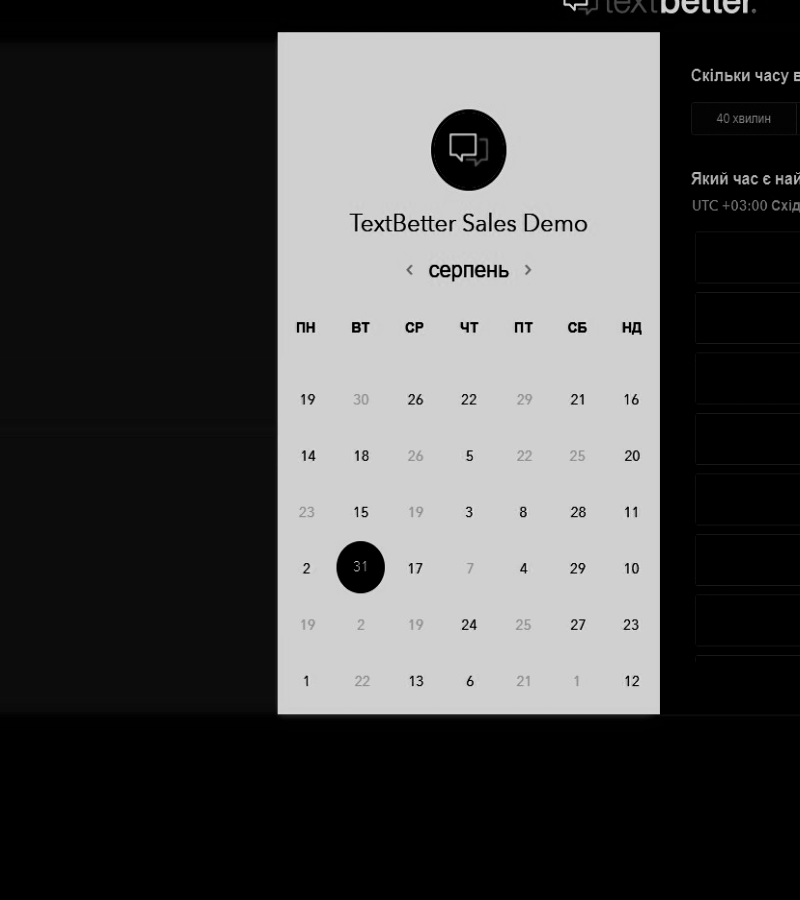 textbetter.
TextBetter Sales Demo
серпень
ПН ВТ СР ЧТ ПТ СБ НД
19 30 26 22 29 21 16
14 18 26 5 22 25 20
23 15 19 3 8 28 11
2 31 17 7 4 29 10
19 2 19 24 25 27 23
1 22 13 6 21 1 12
Скільки часу в
40 хвилин
Який час є най
UTC +03:00 Схід